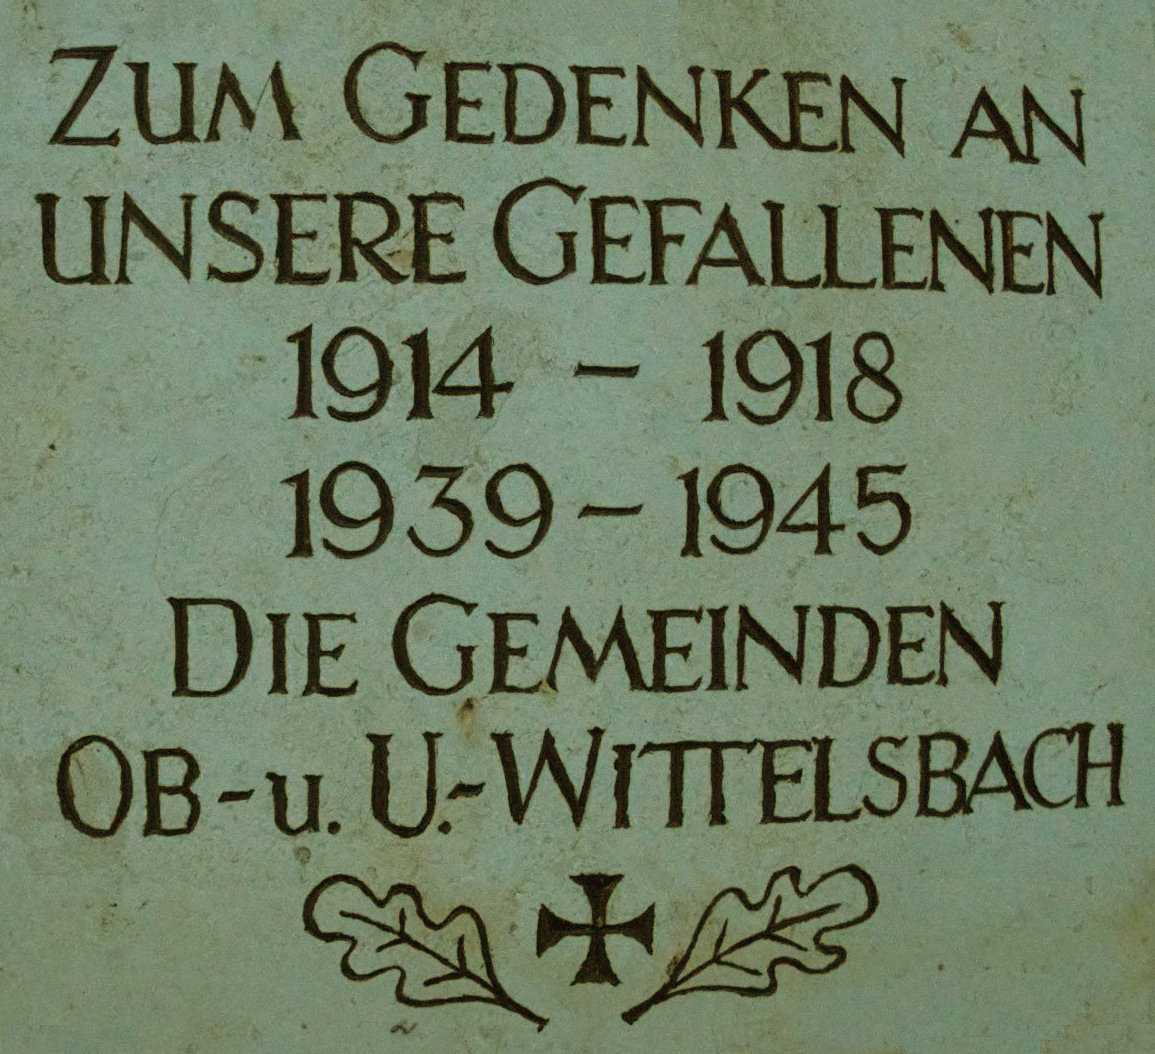 ZUM GEDENKEN AN
UNSERE GEFALLENEN
1914 – 1918
1939 – 1945
DIE GEMEINDEN
OB- u. U.-WITTELSBACH